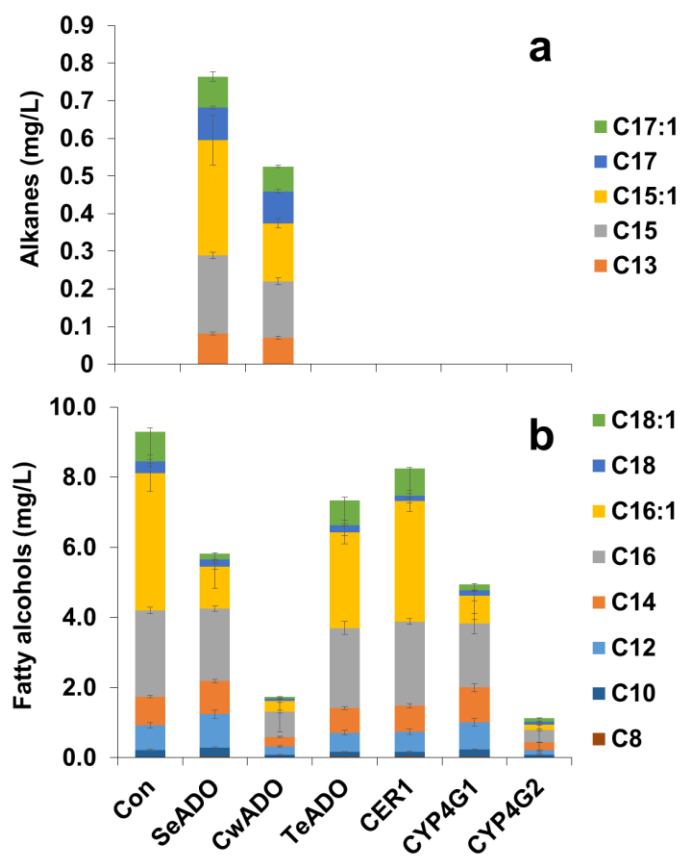 a
Alkanes (mg/L)
0.9
0.8
0.7
0.6
0.5
0.4
0.3
0.2
0.1
0
C17:1
C17
C15:1
C15
C13
b
Fatty alcohols (mg/L)
10.0
8.0
6.0
4.0
2.0
0.0
C18:1
C18
C16:1
C16
C14
C12
C10
C8
Con
SeADO
CwADO
TeADO
CER1
CYP4G1
CYP4G2